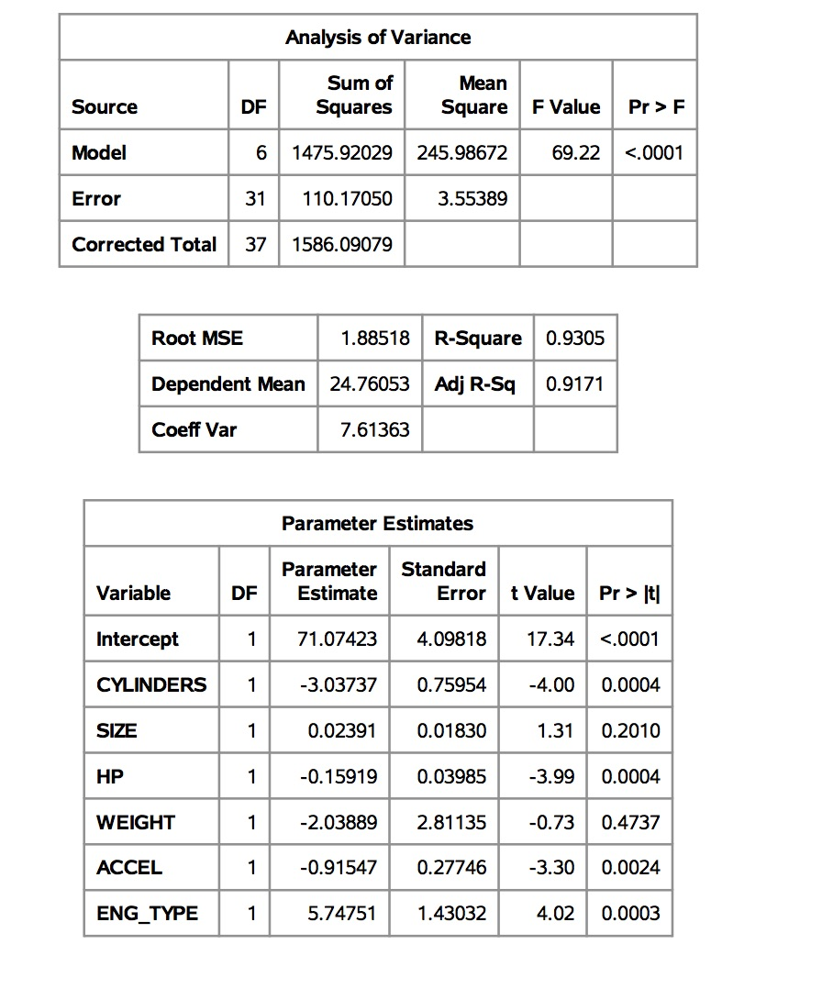 Analysis of Variance
Source DF Sum of Squares Mean Square F Value Pr > F
Model 6 1475.92029 245.98672 69.22 <.0001
Error 31 110.17050 3.55389
Corrected Total 37 1586.09079
Root MSE 1.88518 R-Square 0.9305
Dependent Mean 24.76053 Adj R-Sq 0.9171
Coeff Var 7.61363
Parameter Estimates
Variable DF Parameter Estimate Standard Error t Value Pr > |t|
Intercept 1 71.07423 4.09818 17.34 <.0001
CYLINDERS 1 -3.03737 0.75954 -4.00 0.0004
SIZE 1 0.02391 0.01830 1.31 0.2010
HP 1 -0.15919 0.03985 -3.99 0.0004
WEIGHT 1 -2.03889 2.81135 -0.73 0.4737
ACCEL 1 -0.91547 0.27746 -3.30 0.0024
ENG_TYPE 1 5.74751 1.43032 4.02 0.0003